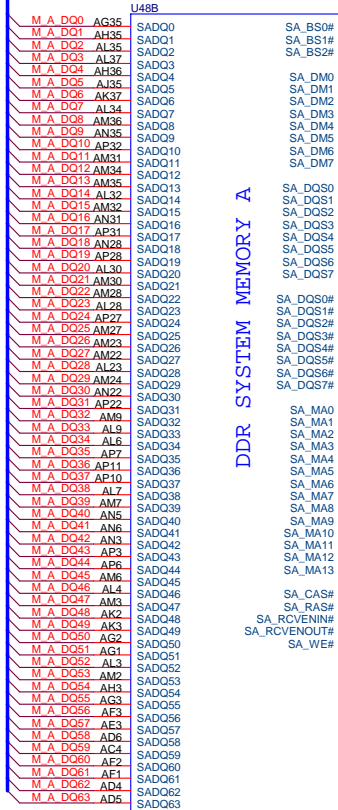 U48B
M_A_DQ0 AG35 SADQ0 SA_BS0#
M_A_DQ1 AH35 SADQ1 SA_BS1#
M_A_DQ2 AL35 SADQ2 SA_BS2#
M_A_DQ3 AL37 SADQ3
M_A_DQ4 AH36 SADQ4 SA_DM0
M_A_DQ5 AJ35 SADQ5 SA_DM1
M_A_DQ6 AK37 SADQ6 SA_DM2
M_A_DQ7 AL34 SADQ7 SA_DM3
M_A_DQ8 AM36 SADQ8 SA_DM4
M_A_DQ9 AN35 SADQ9 SA_DM5
M_A_DQ10 AP32 SADQ10 SA_DM6
M_A_DQ11 AM31 SADQ11 SA_DM7
M_A_DQ12 AM34 SADQ12
M_A_DQ13 AM35 SADQ13 SA_DQS0
M_A_DQ14 AL32 SADQ14 SA_DQS1
M_A_DQ15 AM32 SADQ15 SA_DQS2
M_A_DQ16 AN31 SADQ16 SA_DQS3
M_A_DQ17 AP31 SADQ17 SA_DQS4
M_A_DQ18 AN28 SADQ18 SA_DQS5
M_A_DQ19 AP28 SADQ19 SA_DQS6
M_A_DQ20 AL30 SADQ20 SA_DQS7
M_A_DQ21 AM30 SADQ21
M_A_DQ22 AM28 SADQ22 SA_DQS0#
M_A_DQ23 AL28 SADQ23 SA_DQS1#
M_A_DQ24 AP27 SADQ24 SA_DQS2#
M_A_DQ25 AM27 SADQ25 SA_DQS3#
M_A_DQ26 AM23 SADQ26 SA_DQS4#
M_A_DQ27 AM22 SADQ27 SA_DQS5#
M_A_DQ28 AL23 SADQ28 SA_DQS6#
M_A_DQ29 AM24 SADQ29 SA_DQS7#
M_A_DQ30 AN22 SADQ30
M_A_DQ31 AP22 SADQ31 SA_MA0
M_A_DQ32 AM9 SADQ32 SA_MA1
M_A_DQ33 AL9 SADQ33 SA_MA2
M_A_DQ34 AL6 SADQ34 SA_MA3
M_A_DQ35 AP7 SADQ35 SA_MA4
M_A_DQ36 AP11 SADQ36 SA_MA5
M_A_DQ37 AP10 SADQ37 SA_MA6
M_A_DQ38 AL7 SADQ38 SA_MA7
M_A_DQ39 AM7 SADQ39 SA_MA8
M_A_DQ40 AN5 SADQ40 SA_MA9
M_A_DQ41 AN6 SADQ41 SA_MA10
M_A_DQ42 AN3 SADQ42 SA_MA11
M_A_DQ43 AP3 SADQ43 SA_MA12
M_A_DQ44 AP6 SADQ44 SA_MA13
M_A_DQ45 AM6 SADQ45
M_A_DQ46 AL4 SADQ46 SA_CAS#
M_A_DQ47 AM3 SADQ47 SA_RAS#
M_A_DQ48 AK2 SADQ48 SA_RCVENIN#
M_A_DQ49 AK3 SADQ49 SA_RCVENOUT#
M_A_DQ50 AG2 SADQ50 SA_WE#
M_A_DQ51 AG1 SADQ51
M_A_DQ52 AL3 SADQ52
M_A_DQ53 AM2 SADQ53
M_A_DQ54 AH3 SADQ54
M_A_DQ55 AG3 SADQ55
M_A_DQ56 AF3 SADQ56
M_A_DQ57 AE3 SADQ57
M_A_DQ58 AD6 SADQ58
M_A_DQ59 AC4 SADQ59
M_A_DQ60 AF2 SADQ60
M_A_DQ61 AF1 SADQ61
M_A_DQ62 AD4 SADQ62
M_A_DQ63 AD5 SADQ63
DDR SYSTEM MEMORY A